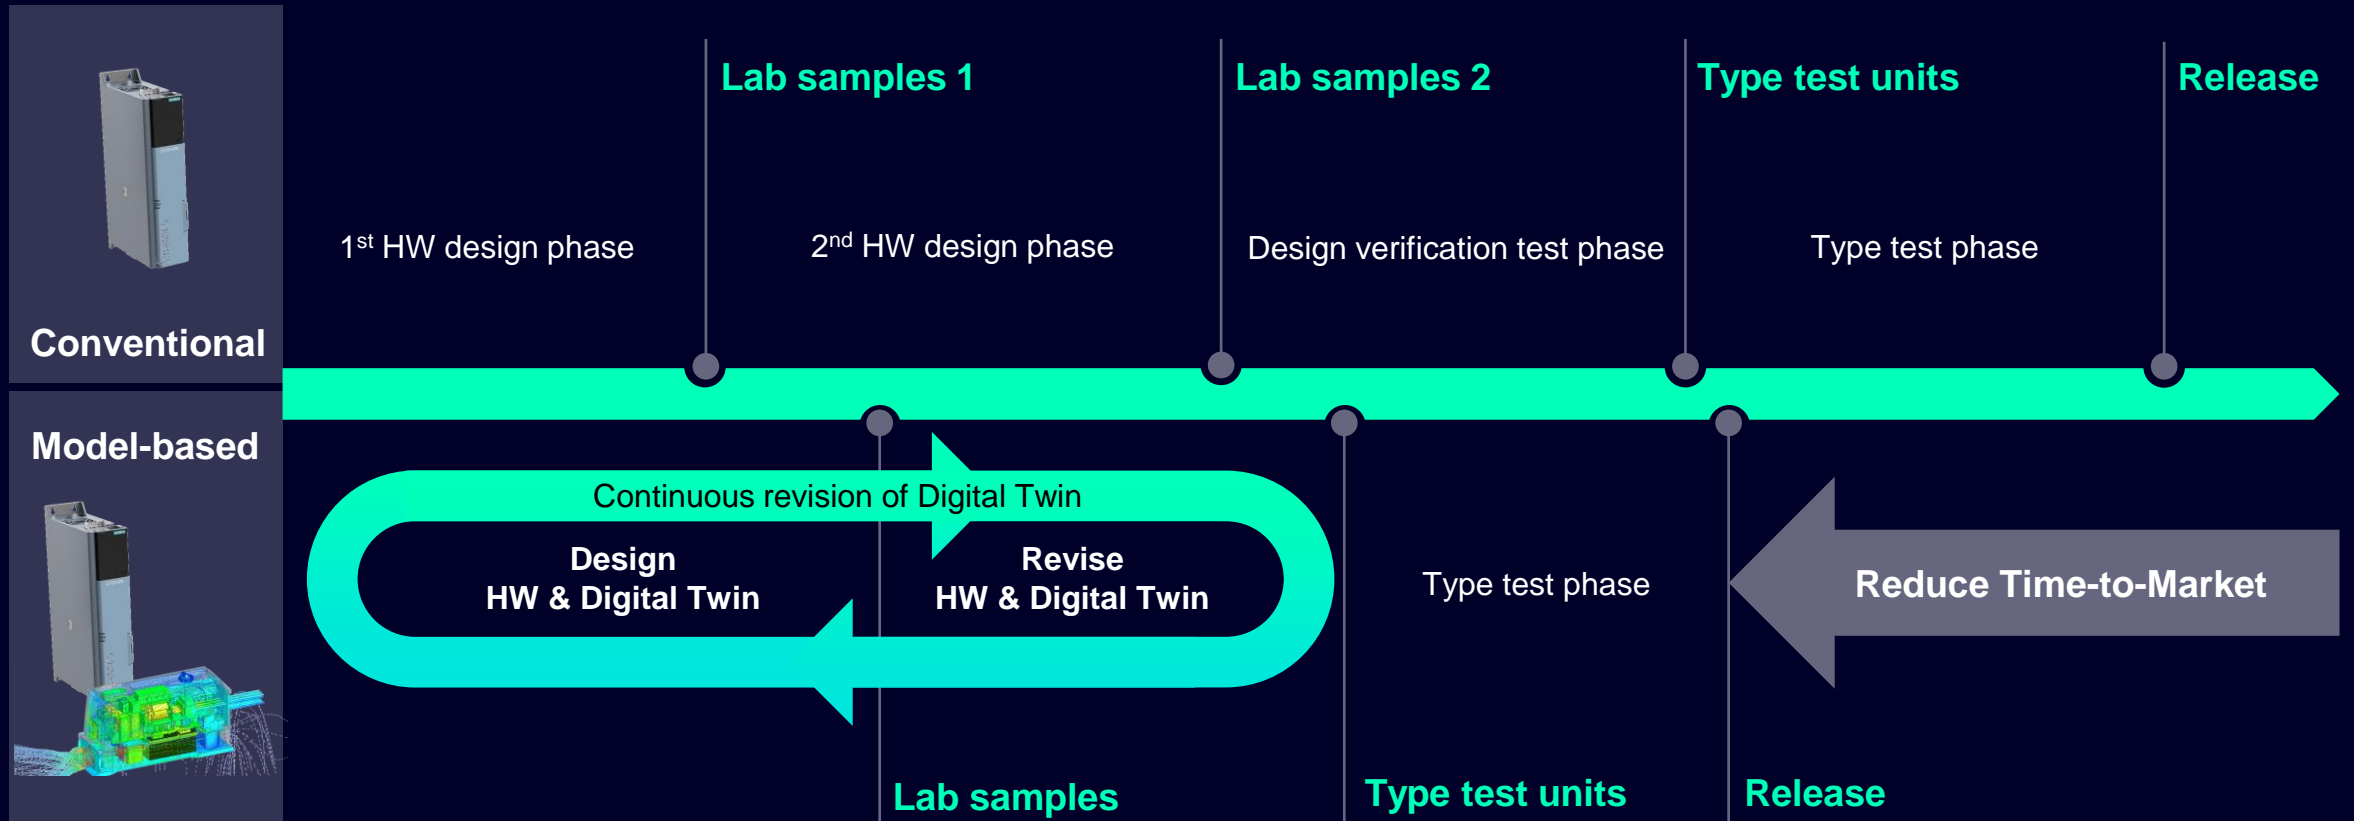 Lab samples 1
Lab samples 2
Type test units
Release
1st HW design phase
2nd HW design phase
Design verification test phase
Type test phase
Conventional
Model-based
Continuous revision of Digital Twin
Design
HW & Digital Twin
Revise
HW & Digital Twin
Type test phase
Reduce Time-to-Market
Lab samples
Type test units
Release